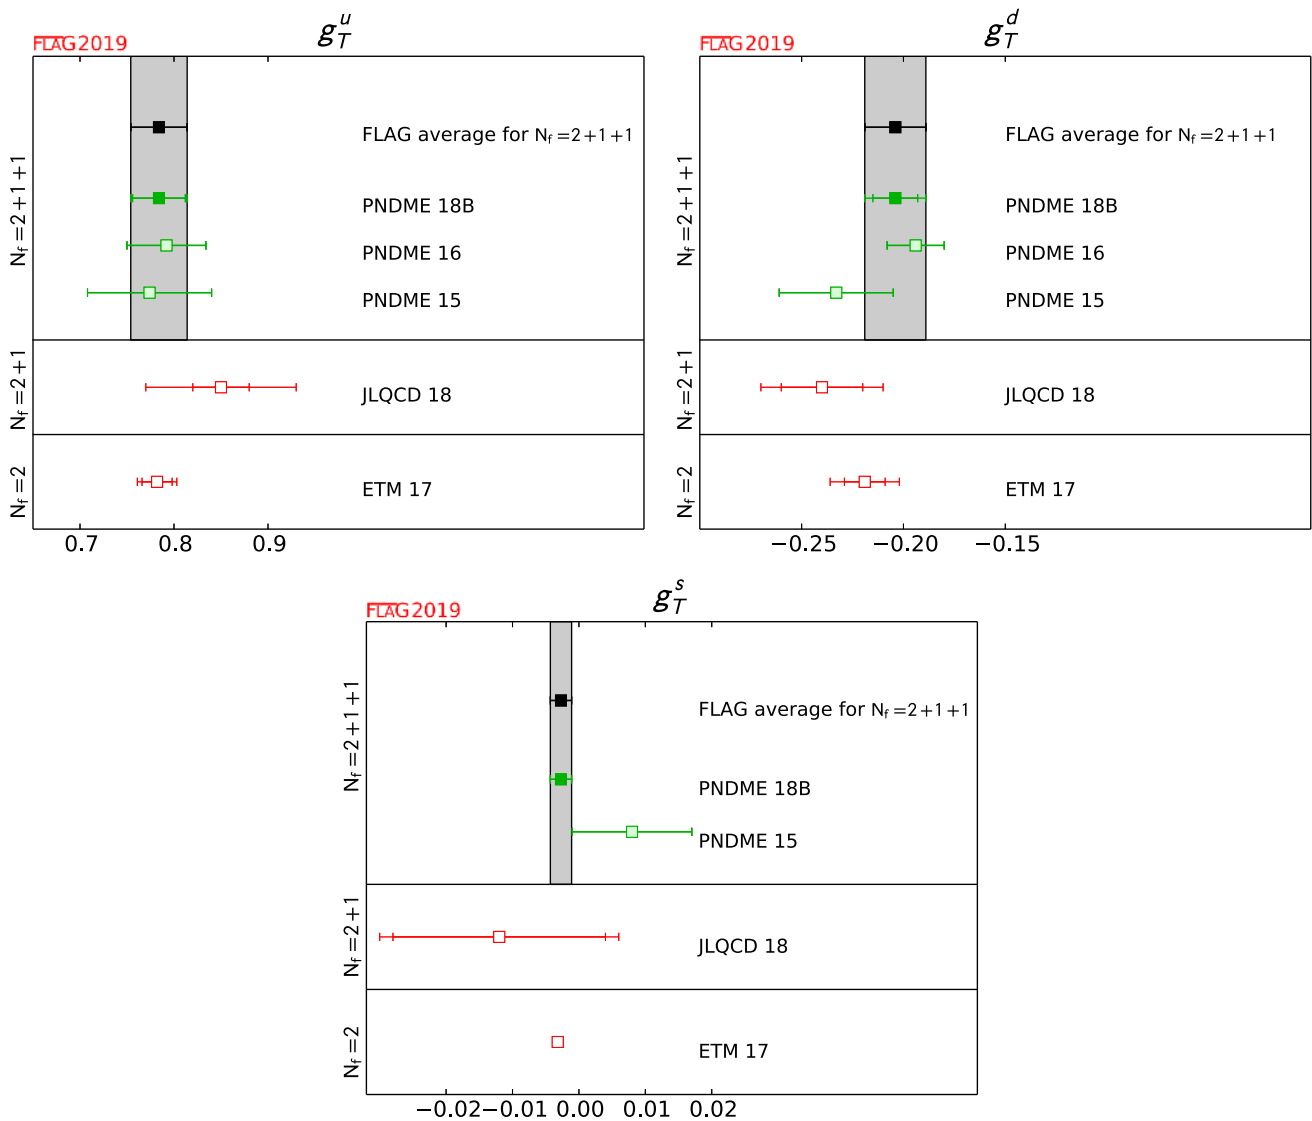 FLAG2019
g_T^u
N_f=2+1+1
FLAG average for N_f=2+1+1
PNDME 18B
PNDME 16
PNDME 15
N_f=2+1
JLQCD 18
N_f=2
ETM 17
0.7 0.8 0.9
FLAG2019
g_T^d
N_f=2+1+1
FLAG average for N_f=2+1+1
PNDME 18B
PNDME 16
PNDME 15
N_f=2+1
JLQCD 18
N_f=2
ETM 17
−0.25 −0.20 −0.15
FLAG2019
g_T^s
N_f=2+1+1
FLAG average for N_f=2+1+1
PNDME 18B
PNDME 15
N_f=2+1
JLQCD 18
N_f=2
ETM 17
−0.02 −0.01 0.00 0.01 0.02